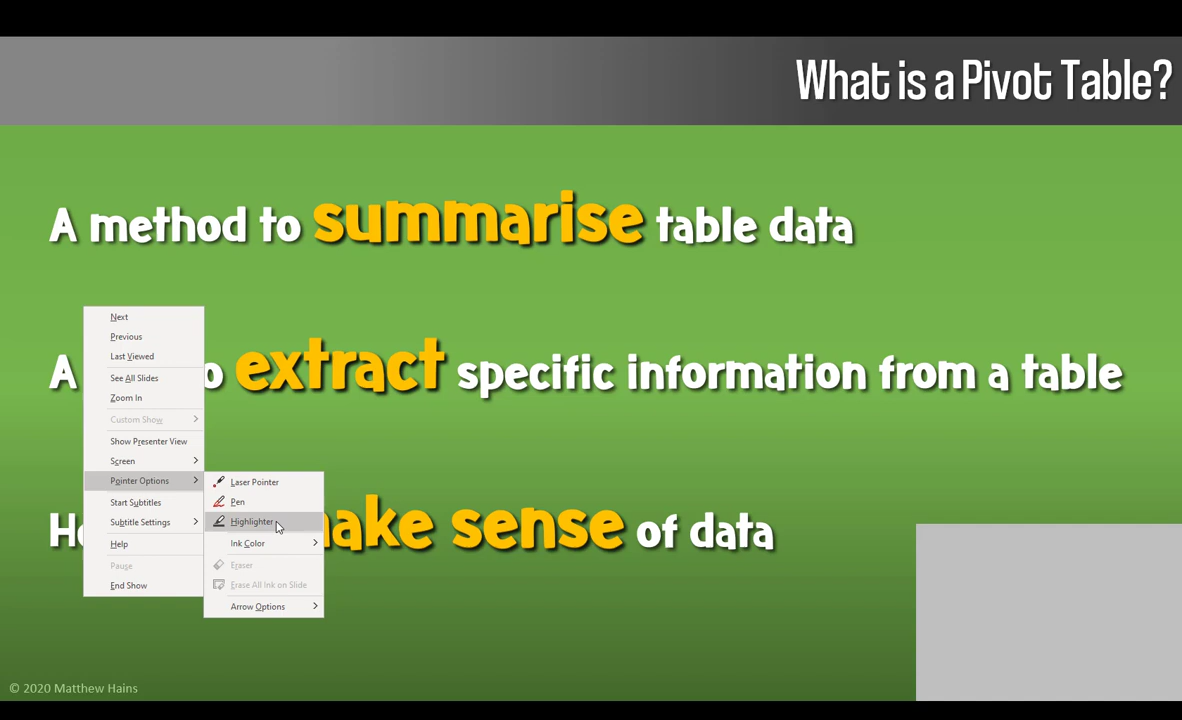 What is a Pivot Table?
A method to summarise table data
A o extract specific information from a table
make sense of data
Next
Previous
Last Viewed
See All Slides
Zoom In
Custom Show
Show Presenter View
Screen
Pointer Options
Start Subtitles
Subtitle Settings
Help
Pause
End Show
Laser Pointer
Pen
Highlighter
Ink Color
Eraser
Erase All Ink on Slide
Arrow Options
© 2020 Matthew Hains